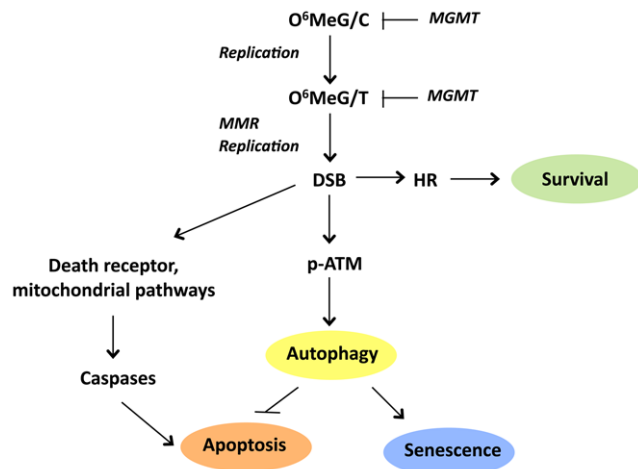 O⁶MeG/C
MGMT
Replication
O⁶MeG/T
MGMT
MMR
Replication
DSB
HR
Survival
Death receptor,
mitochondrial pathways
p-ATM
Autophagy
Caspases
Apoptosis
Senescence